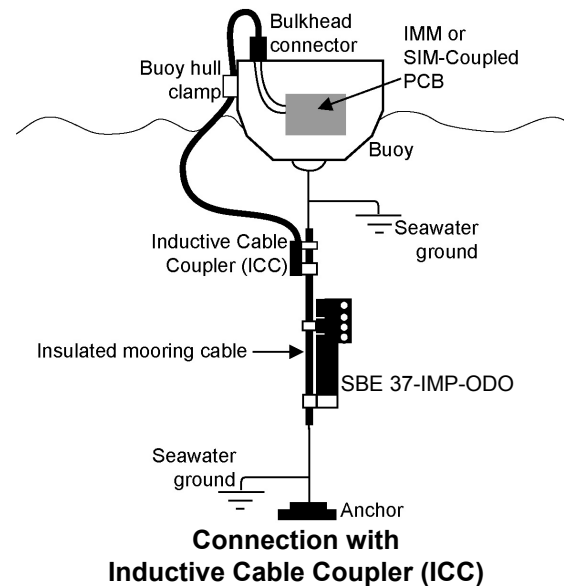 Bulkhead
connector
IMM or
SIM-Coupled
PCB
Buoy hull
clamp
Buoy
Seawater
ground
Inductive Cable
Coupler (ICC)
Insulated mooring cable
SBE 37-IMP-ODO
Seawater
ground
Anchor
Connection with
Inductive Cable Coupler (ICC)